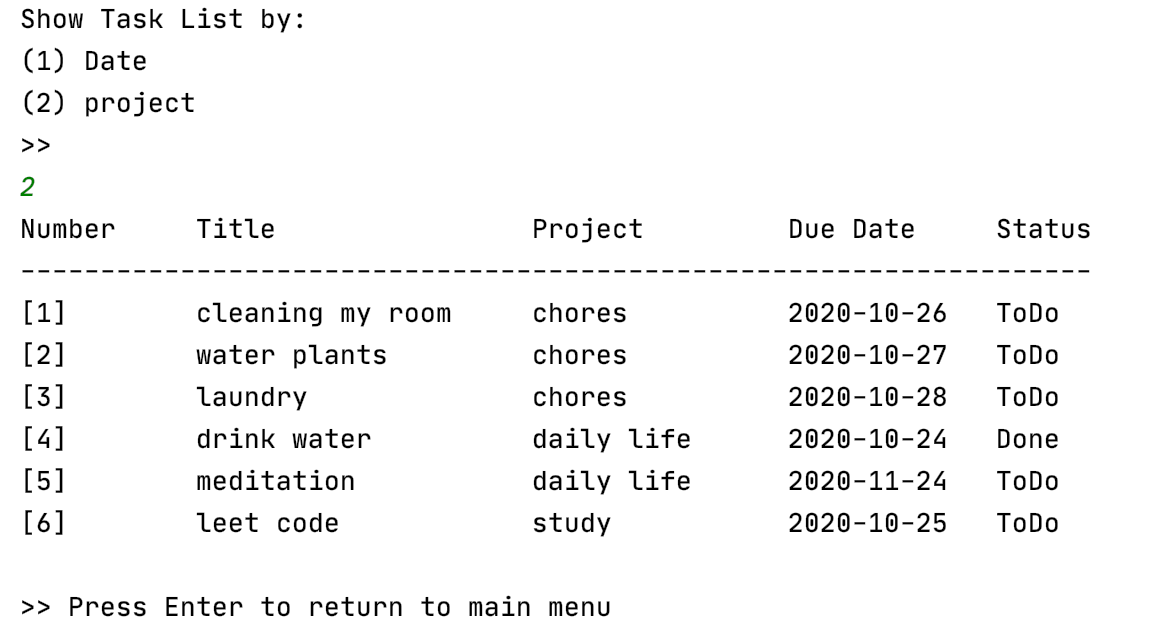 Show Task List by:
(1) Date
(2) project
>>
2
Number Title Project Due Date Status
--------------------------------------------------------------------
[1] cleaning my room chores 2020-10-26 ToDo
[2] water plants chores 2020-10-27 ToDo
[3] laundry chores 2020-10-28 ToDo
[4] drink water daily life 2020-10-24 Done
[5] meditation daily life 2020-11-24 ToDo
[6] leet code study 2020-10-25 ToDo
>> Press Enter to return to main menu